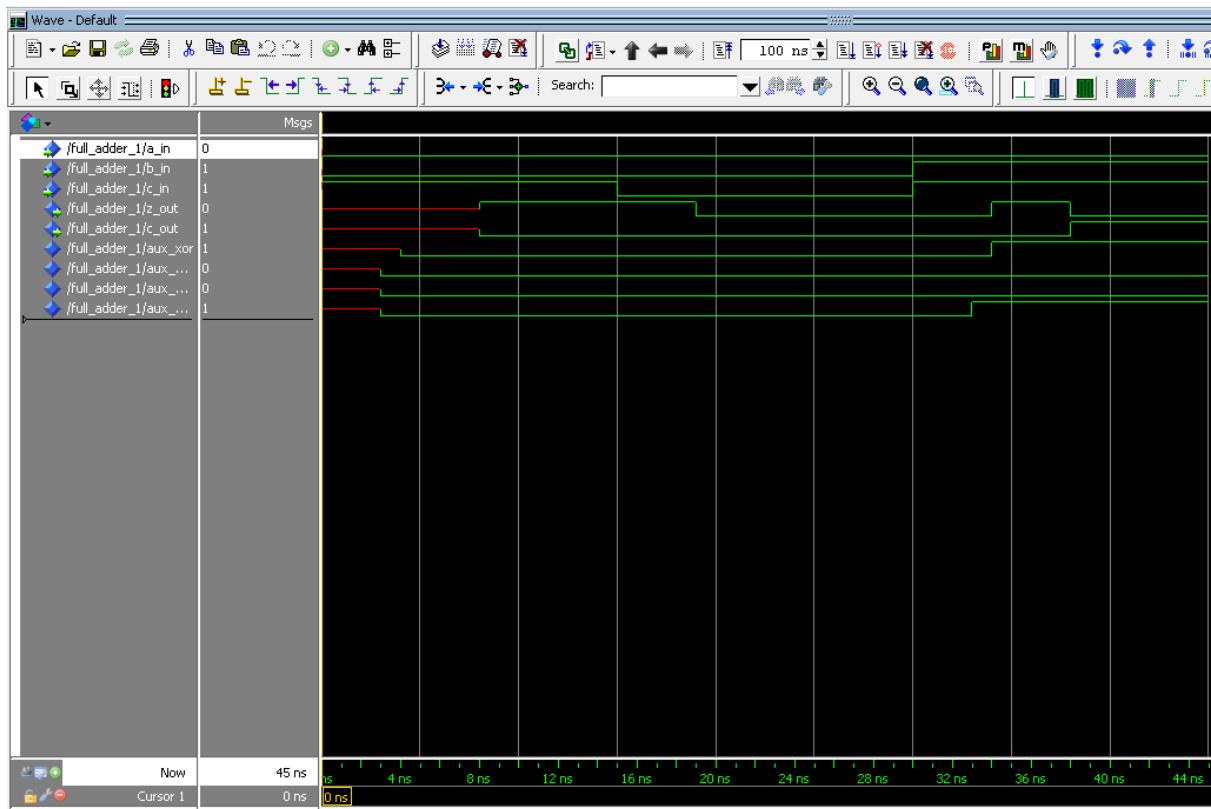 Wave - Default
100 ns
Search:
Msgs
/full_adder_1/a_in 0
/full_adder_1/b_in 1
/full_adder_1/c_in 1
/full_adder_1/z_out 0
/full_adder_1/c_out 1
/full_adder_1/aux_xor 1
/full_adder_1/aux_... 0
/full_adder_1/aux_... 0
/full_adder_1/aux_... 1
Now 45 ns
ns 4 ns 8 ns 12 ns 16 ns 20 ns 24 ns 28 ns 32 ns 36 ns 40 ns 44 ns
Cursor 1 0 ns 0 ns